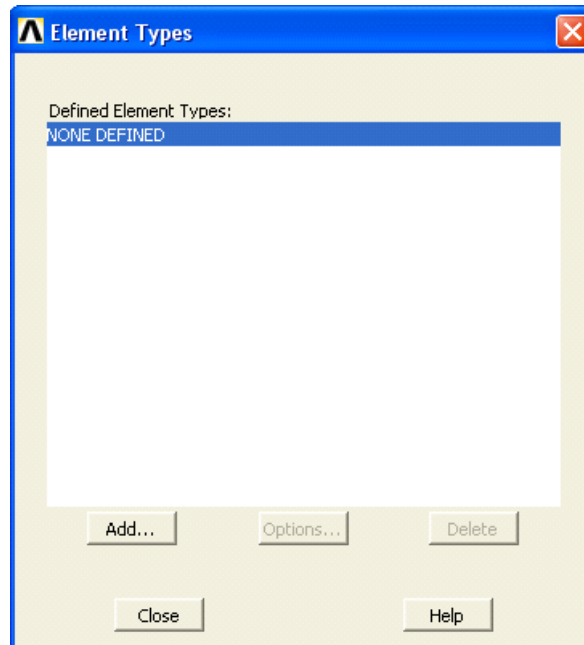 Element Types
Defined Element Types:
NONE DEFINED
Add... Options... Delete
Close Help